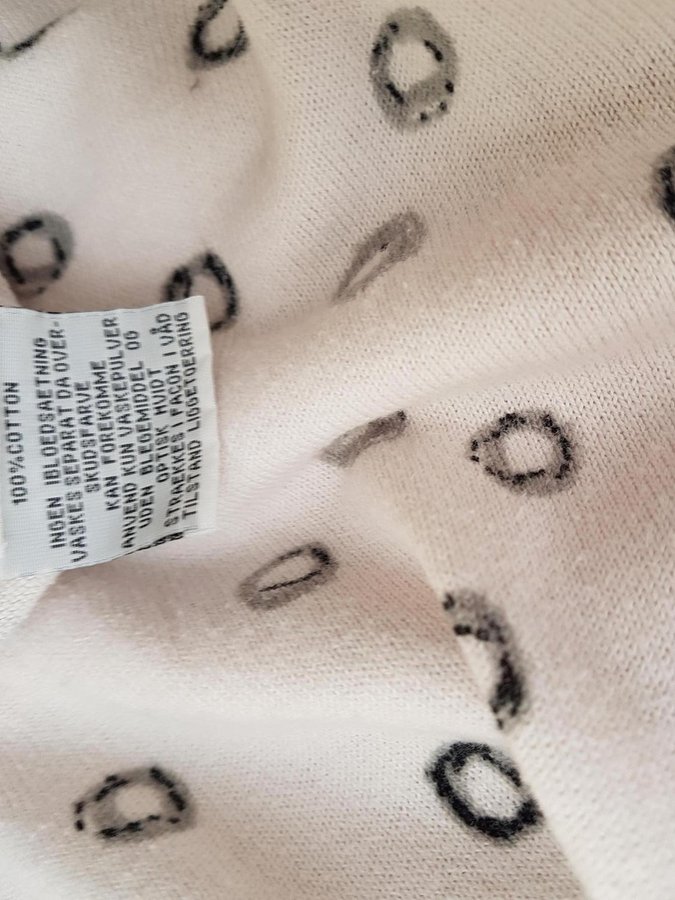 100%COTTON
INGEN IBLOEDSAETNING
VASKES SEPARAT DA OVER-
SKUDSFARVE
KAN FOREKOMME
ANVEND KUN VASKEPULVER
UDEN BLEGEMIDDEL OG
OPTISK HVIDT
STRAEKKES I FAÇON I VÅD
TILSTAND LIGGETOERRING